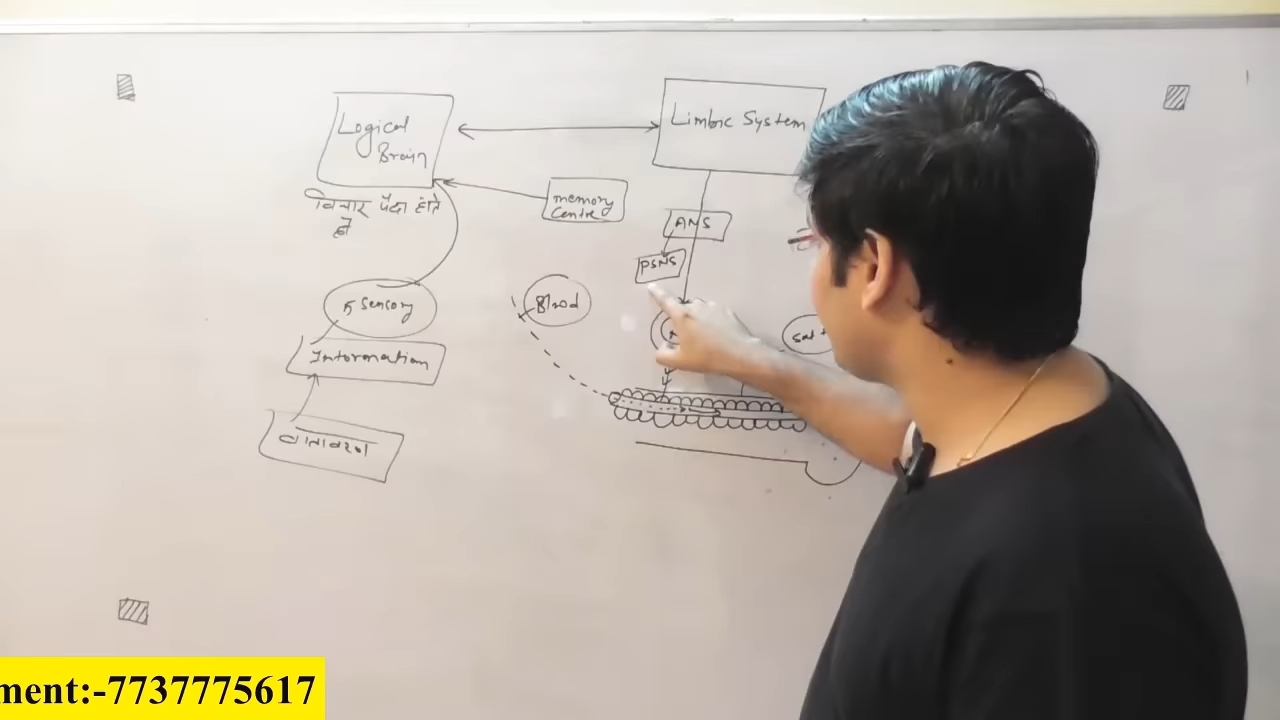 Logical
Brain
Limbic System
विचार पैदा होते
है
memory
Centre
ANS
PSNS
5 Sensory
Blood
Information
वातावरण
ment:-7737775617